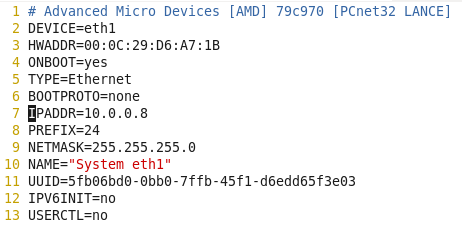 1 # Advanced Micro Devices [AMD] 79c970 [PCnet32 LANCE]
2 DEVICE=eth1
3 HWADDR=00:0C:29:D6:A7:1B
4 ONBOOT=yes
5 TYPE=Ethernet
6 BOOTPROTO=none
7 IPADDR=10.0.0.8
8 PREFIX=24
9 NETMASK=255.255.255.0
10 NAME="System eth1"
11 UUID=5fb06bd0-0bb0-7ffb-45f1-d6edd65f3e03
12 IPV6INIT=no
13 USERCTL=no